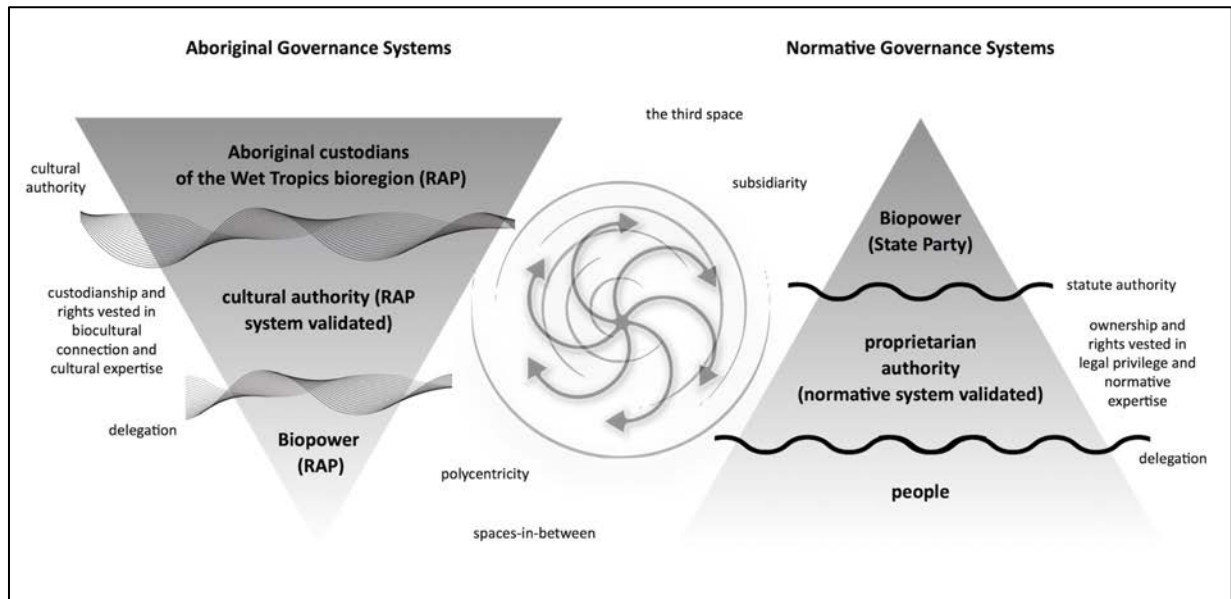 Aboriginal Governance Systems
Normative Governance Systems
the third space
Aboriginal custodians
of the Wet Tropics bioregion (RAP)
cultural
authority
subsidiarity
Biopower
(State Party)
custodianship and
rights vested in
biocultural
connection and
cultural expertise
cultural authority (RAP
system validated)
statute authority
proprietarian
authority
(normative system validated)
ownership and
rights vested in
legal privilege and
normative
expertise
delegation
Biopower
(RAP)
delegation
polycentricity
people
spaces-in-between